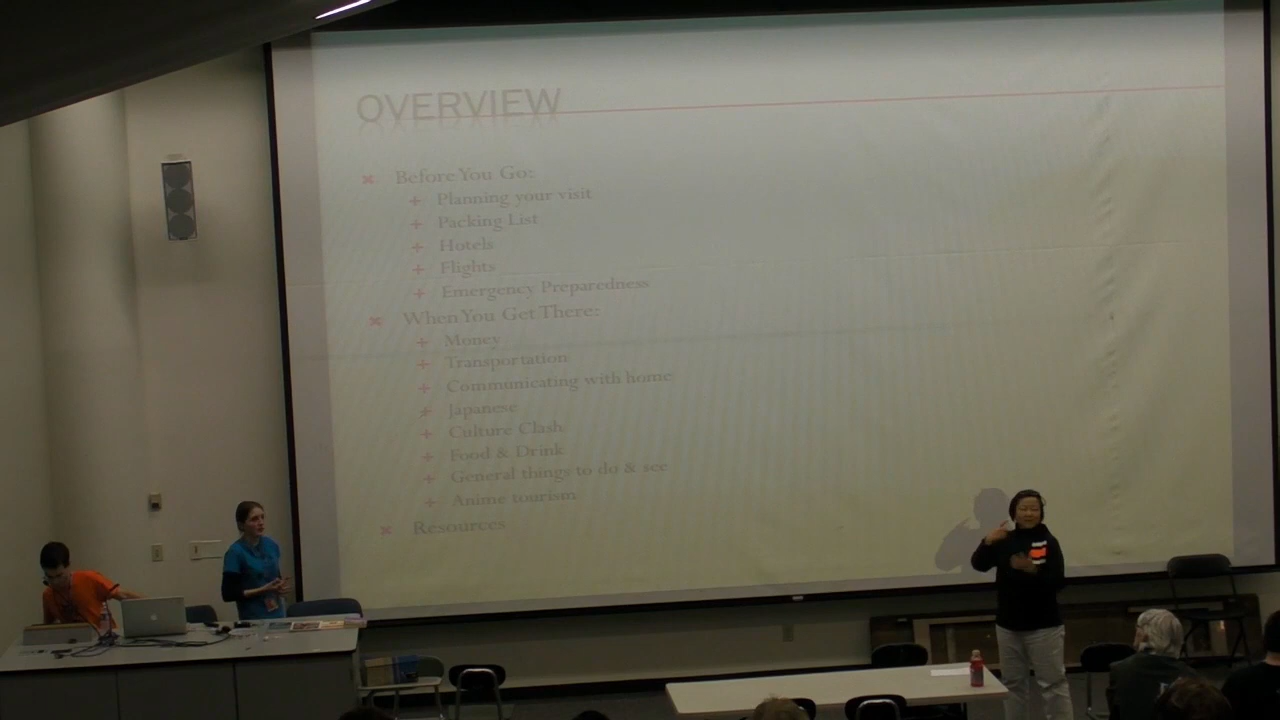 OVERVIEW
Before You Go:
Planning your visit
Packing List
Hotels
Flights
Emergency Preparedness
When You Get There:
Money
Transportation
Communicating with home
Japanese
Culture Clash
Food & Drink
General things to do & see
Anime tourism
Resources